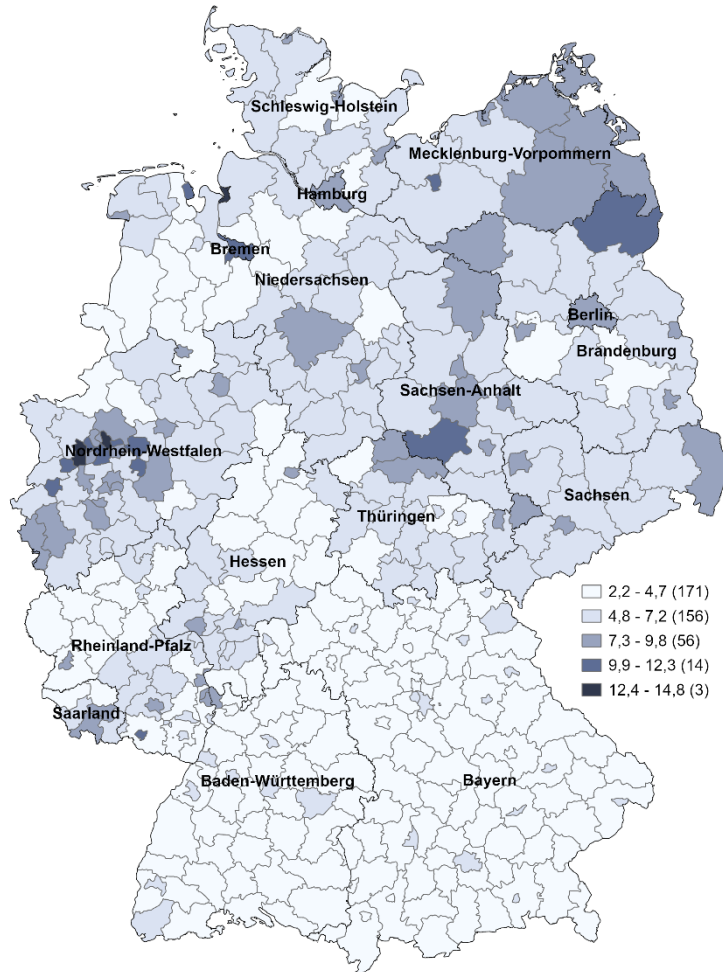 Schleswig-Holstein
Mecklenburg-Vorpommern
Hamburg
Bremen
Niedersachsen
Berlin
Brandenburg
Sachsen-Anhalt
Nordrhein-Westfalen
Sachsen
Thüringen
Hessen
Rheinland-Pfalz
Saarland
Baden-Württemberg
Bayern
2,2 - 4,7 (171)
4,8 - 7,2 (156)
7,3 - 9,8 (56)
9,9 - 12,3 (14)
12,4 - 14,8 (3)